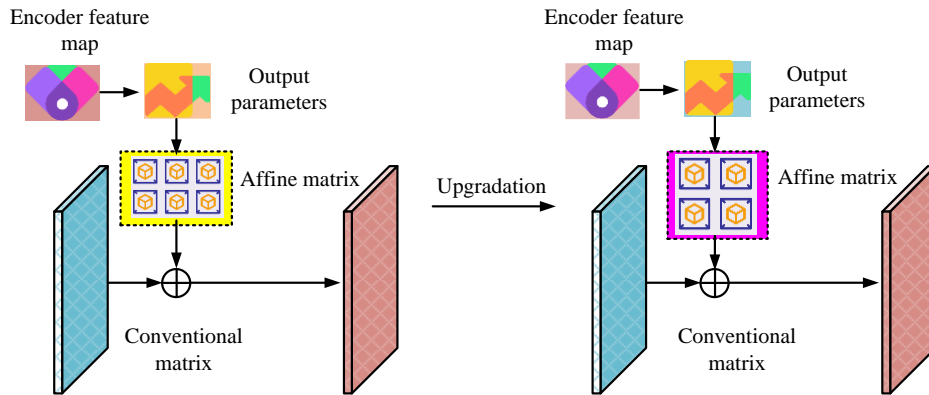 Encoder feature
map
Output
parameters
Affine matrix
Conventional
matrix
Upgradation
Encoder feature
map
Output
parameters
Affine matrix
Conventional
matrix